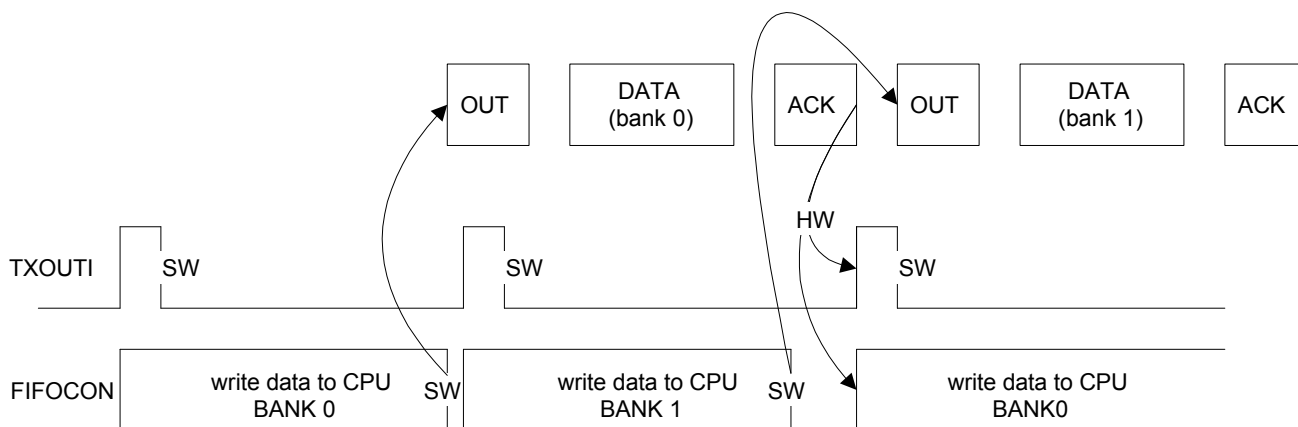 OUT
DATA
(bank 0)
ACK
OUT
DATA
(bank 1)
ACK
HW
TXOUTI
SW
SW
SW
FIFOCON
write data to CPU
BANK 0
SW
write data to CPU
BANK 1
SW
write data to CPU
BANK0